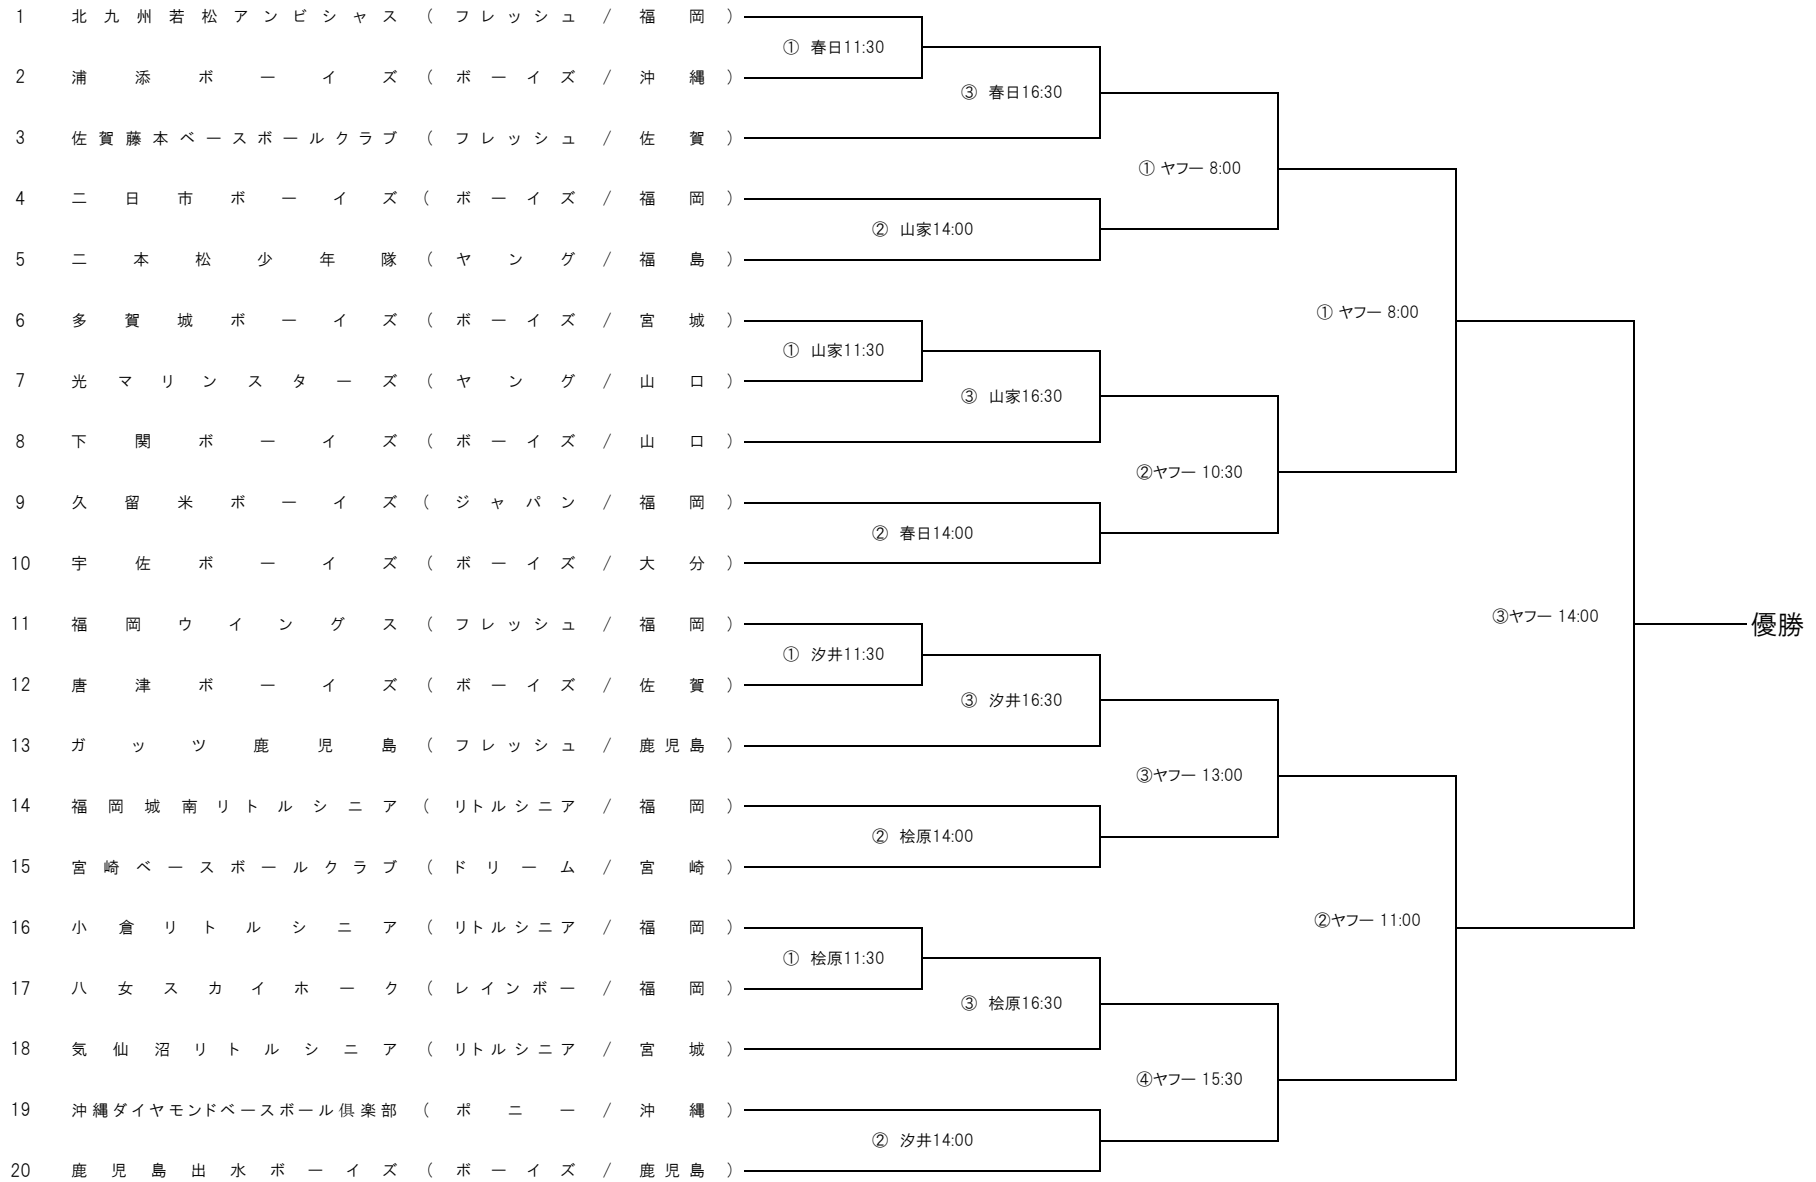 1 北九州若松アンビシャス（フレッシュ／福岡）
① 春日11:30
2 浦添ボーイズ（ボーイズ／沖縄）
③ 春日16:30
3 佐賀藤本ベースボールクラブ（フレッシュ／佐賀）
① ヤフー 8:00
4 二日市ボーイズ（ボーイズ／福岡）
② 山家14:00
5 二本松少年隊（ヤング／福島）
① ヤフー 8:00
6 多賀城ボーイズ（ボーイズ／宮城）
① 山家11:30
7 光マリンスターズ（ヤング／山口）
③ 山家16:30
8 下関ボーイズ（ボーイズ／山口）
②ヤフー 10:30
9 久留米ボーイズ（ジャパン／福岡）
② 春日14:00
10 宇佐ボーイズ（ボーイズ／大分）
③ヤフー 14:00
優勝
11 福岡ウイングス（フレッシュ／福岡）
① 汐井11:30
12 唐津ボーイズ（ボーイズ／佐賀）
③ 汐井16:30
13 ガッツ鹿児島（フレッシュ／鹿児島）
③ヤフー 13:00
14 福岡城南リトルシニア（リトルシニア／福岡）
② 桧原14:00
15 宮崎ベースボールクラブ（ドリーム／宮崎）
②ヤフー 11:00
16 小倉リトルシニア（リトルシニア／福岡）
① 桧原11:30
17 八女スカイホーク（レインボー／福岡）
③ 桧原16:30
18 気仙沼リトルシニア（リトルシニア／宮城）
④ヤフー 15:30
19 沖縄ダイヤモンドベースボール倶楽部（ポニー／沖縄）
② 汐井14:00
20 鹿児島出水ボーイズ（ボーイズ／鹿児島）